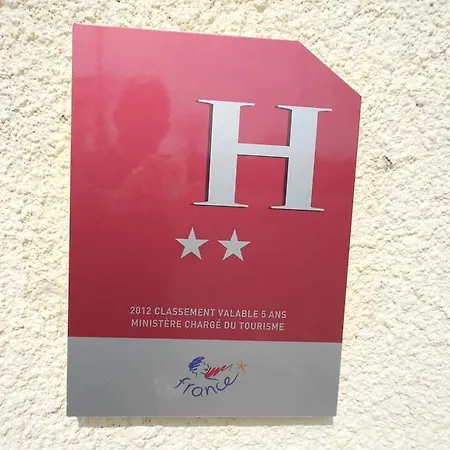 H
2012 CLASSEMENT VALABLE 5 ANS
MINISTÈRE CHARGÉ DU TOURISME
france